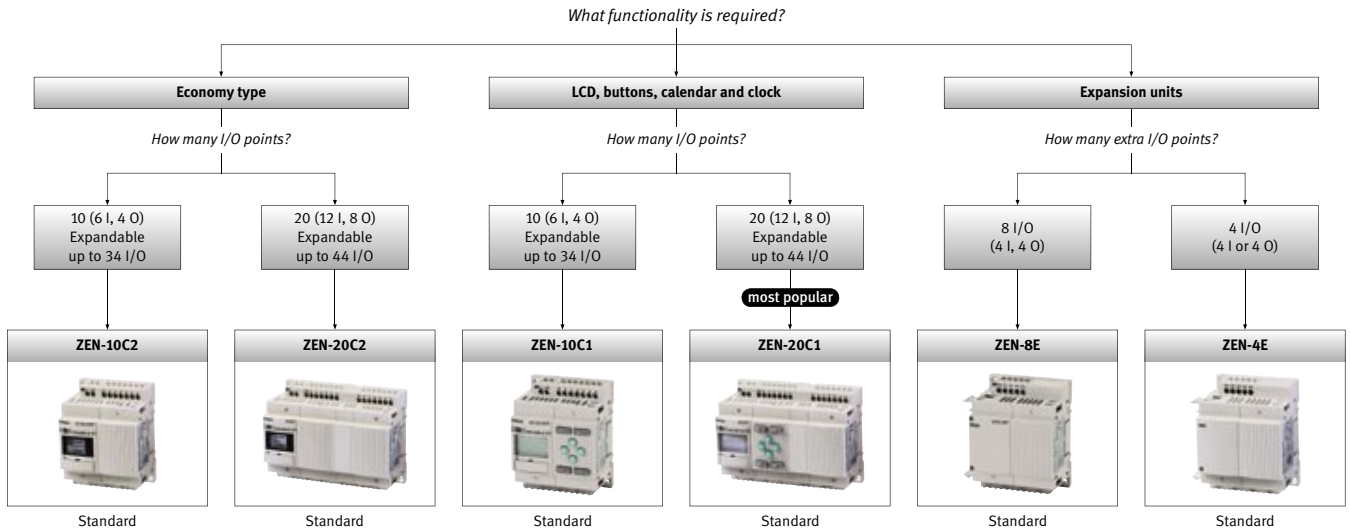 What functionality is required?
Economy type
LCD, buttons, calendar and clock
Expansion units
How many I/O points?
How many I/O points?
How many extra I/O points?
10 (6 I, 4 O)
Expandable
up to 34 I/O
20 (12 I, 8 O)
Expandable
up to 44 I/O
10 (6 I, 4 O)
Expandable
up to 34 I/O
20 (12 I, 8 O)
Expandable
up to 44 I/O
8 I/O
(4 I, 4 O)
4 I/O
(4 I or 4 O)
most popular
ZEN-10C2
ZEN-20C2
ZEN-10C1
ZEN-20C1
ZEN-8E
ZEN-4E
Standard
Standard
Standard
Standard
Standard
Standard